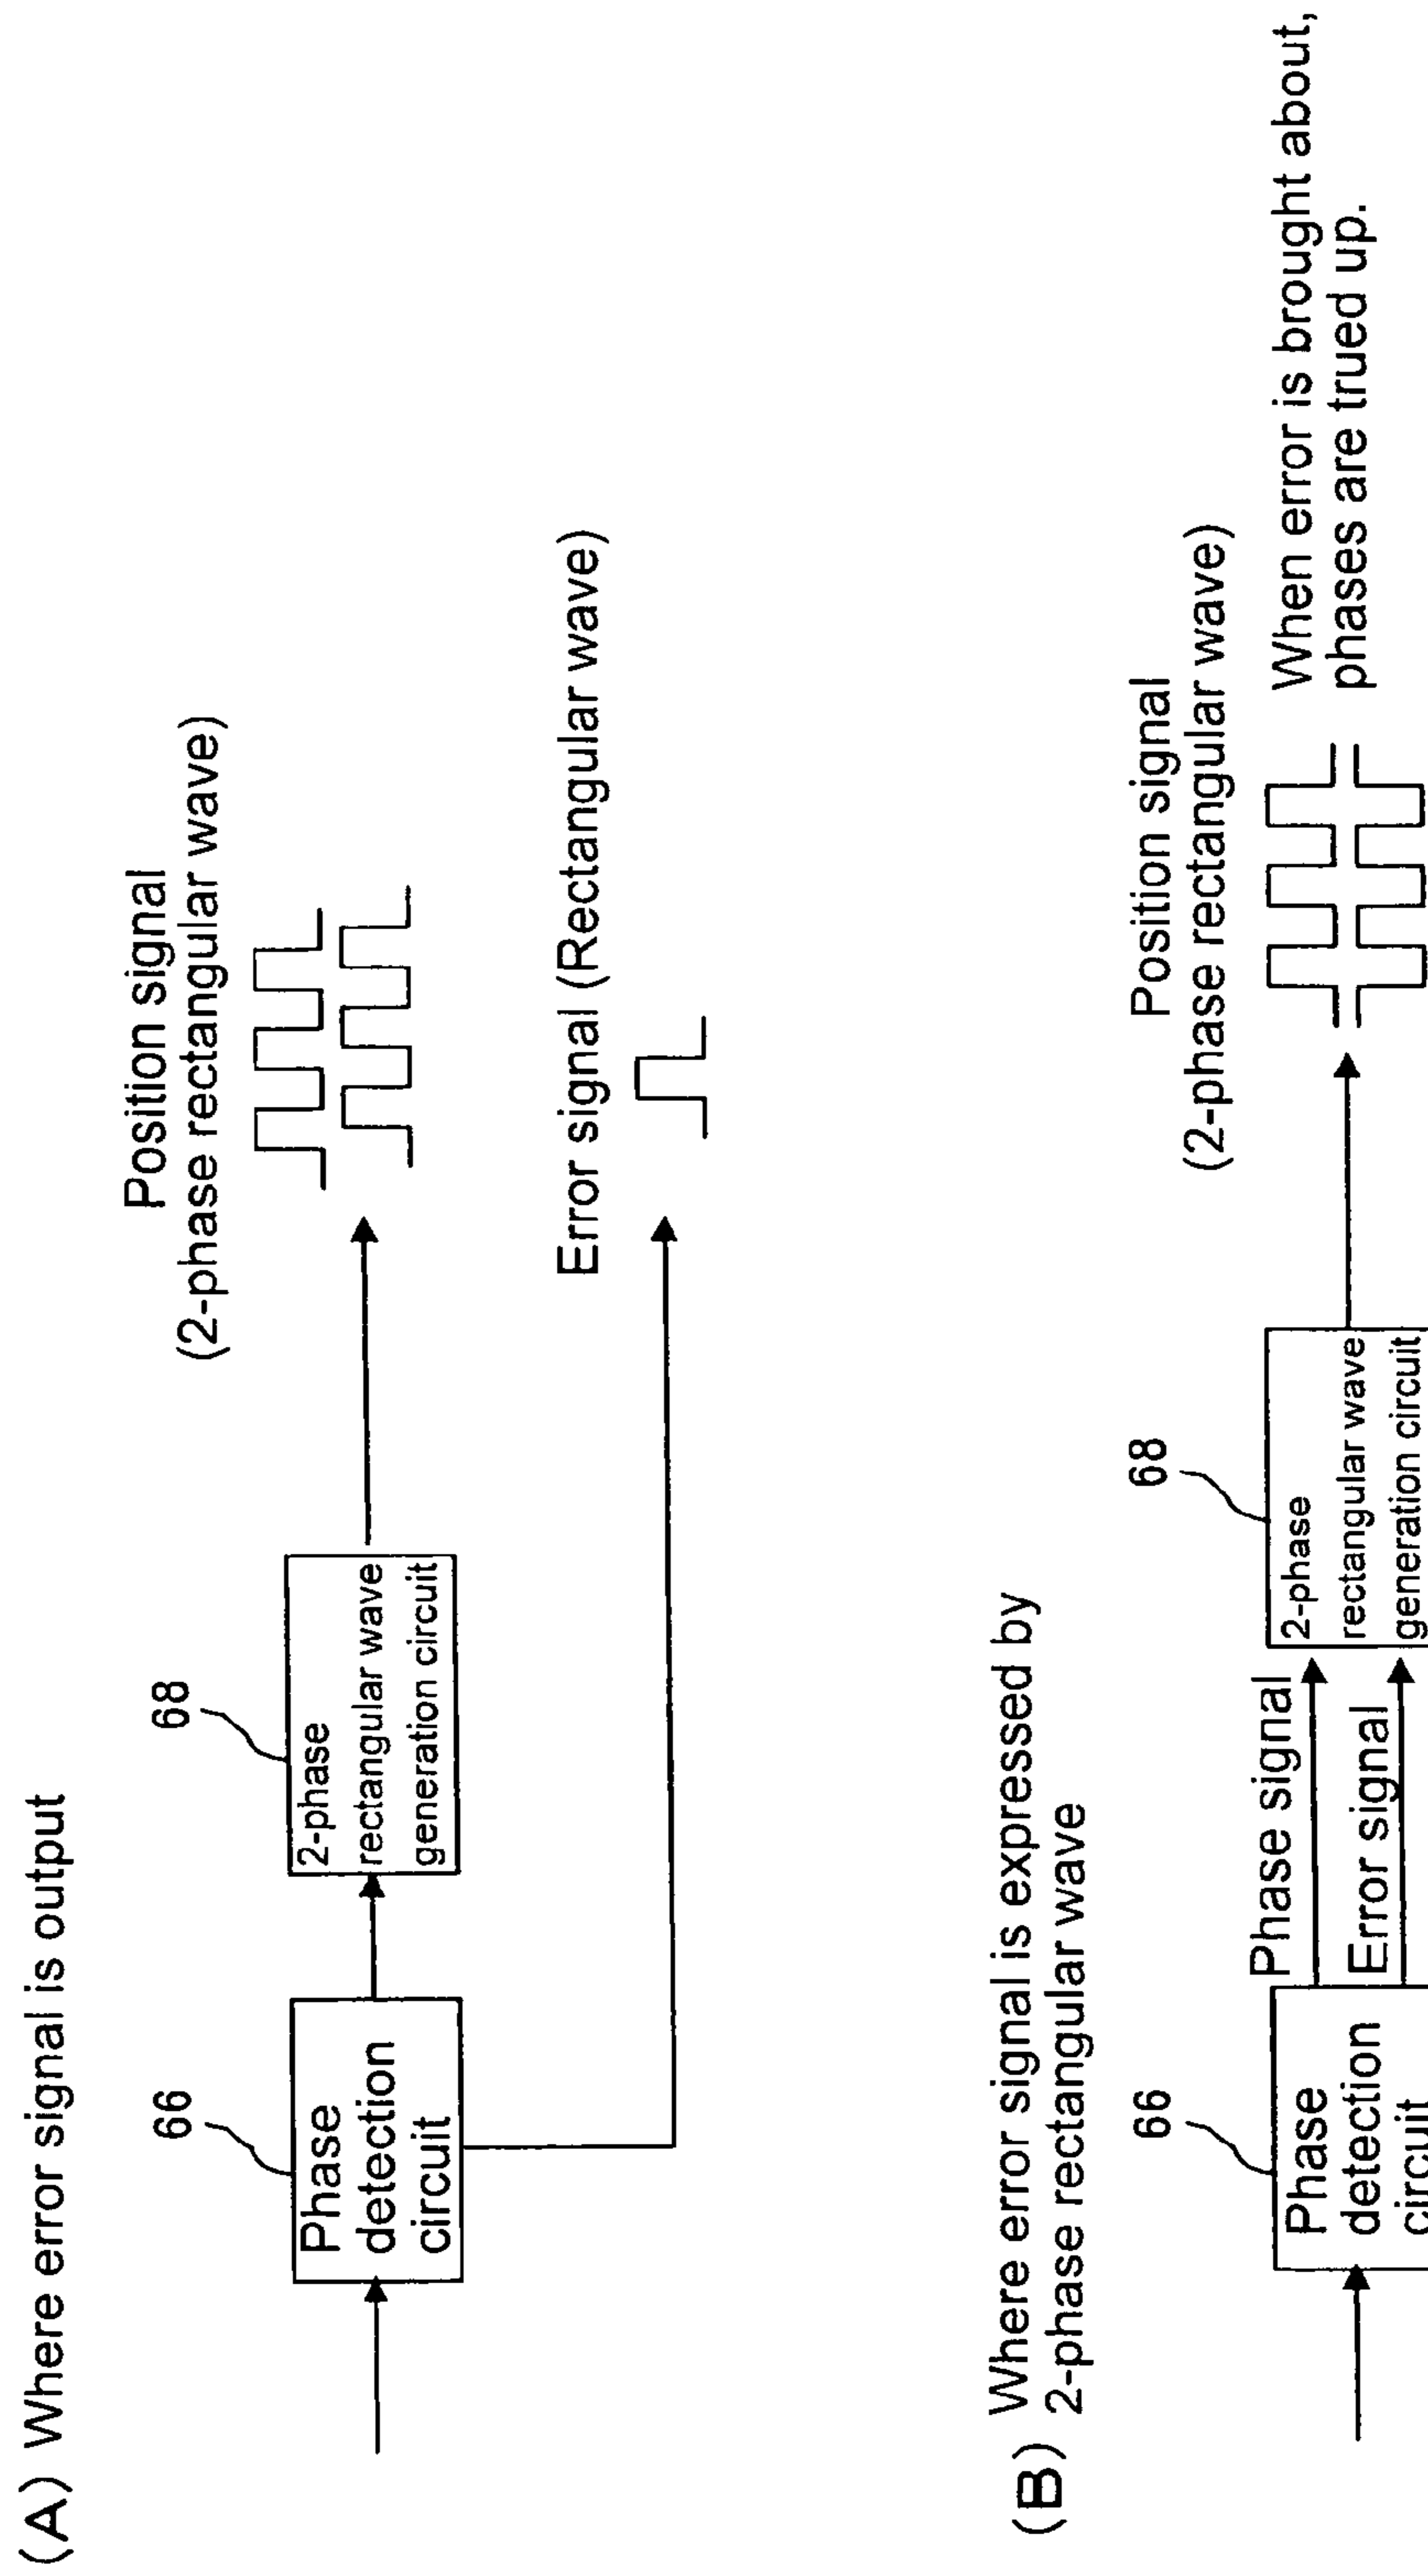 (A) Where error signal is output
66
Phase
detection
circuit
68
2-phase
rectangular wave
generation circuit
Position signal
(2-phase rectangular wave)
Error signal (Rectangular wave)
(B) Where error signal is expressed by
2-phase rectangular wave
66
Phase
detection
circuit
Phase signal
Error signal
68
2-phase
rectangular wave
generation circuit
Position signal
(2-phase rectangular wave)
When error is brought about,
phases are trued up.